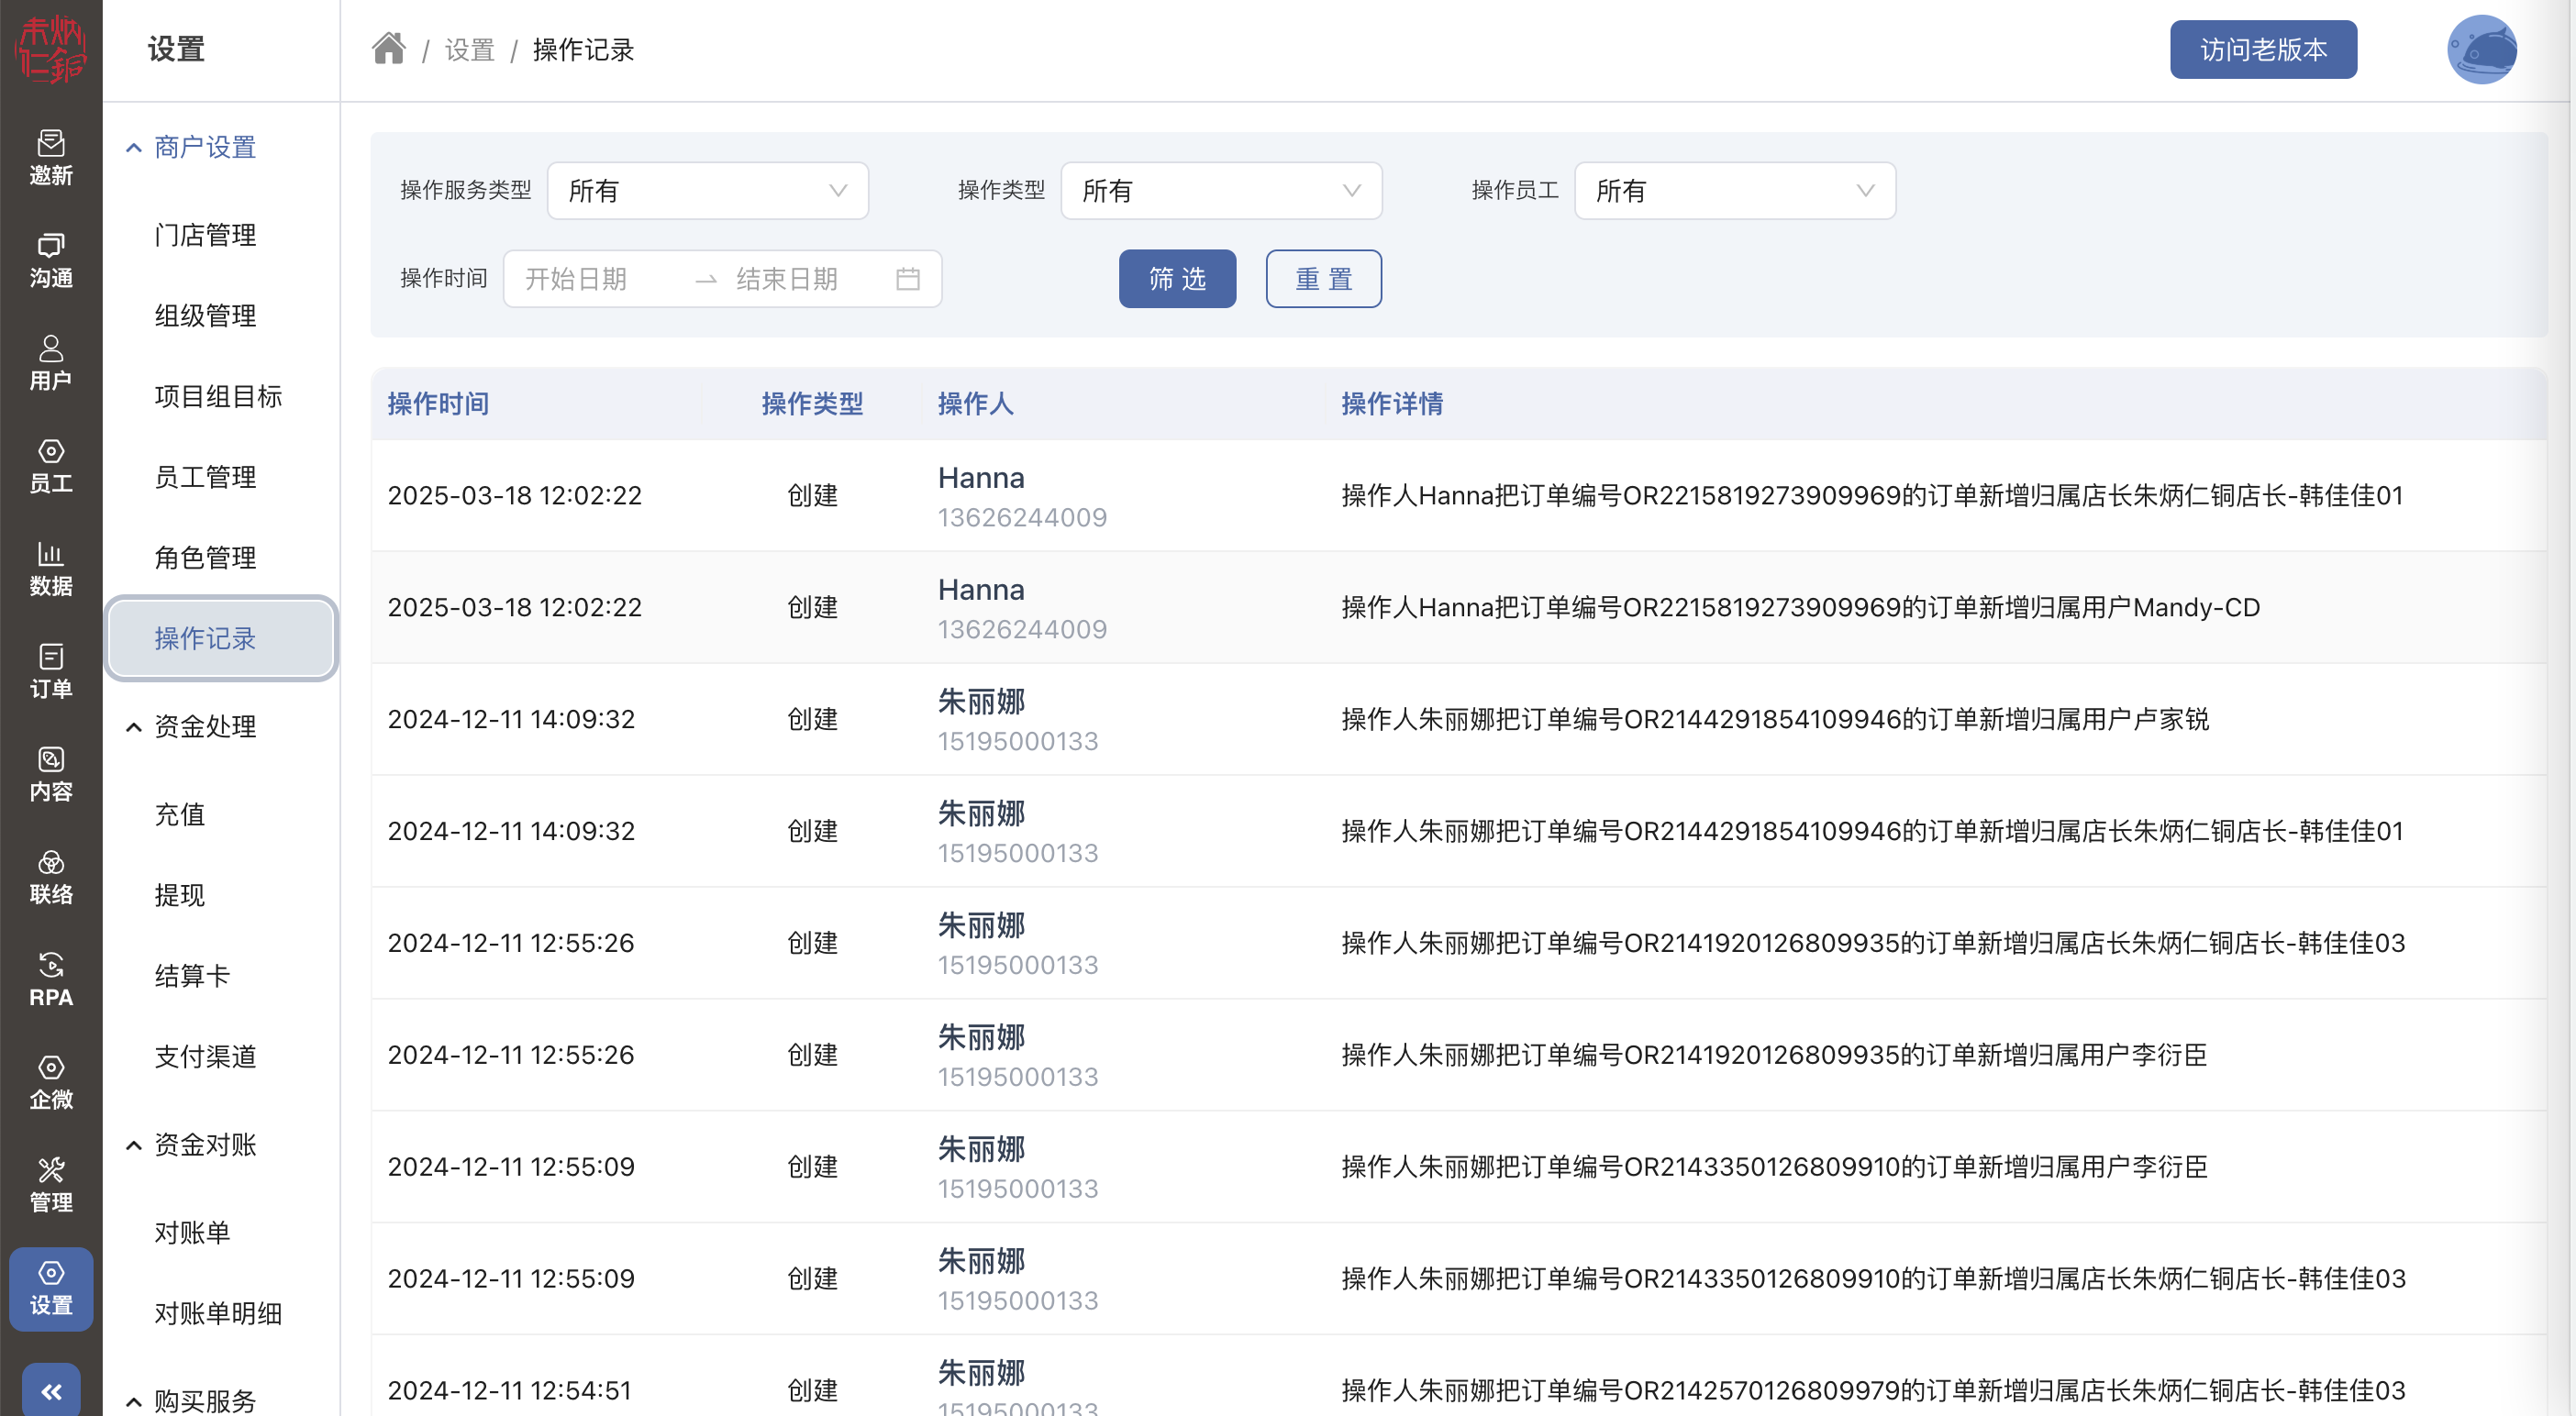 朱炳仁銅
设置
/ 设置 / 操作记录
访问老版本
邀新
沟通
用户
员工
数据
订单
内容
联络
RPA
企微
管理
设置
商户设置
门店管理
组级管理
项目组目标
员工管理
角色管理
操作记录
资金处理
充值
提现
结算卡
支付渠道
资金对账
对账单
对账单明细
购买服务
操作服务类型 所有 操作类型 所有 操作员工 所有
操作时间 开始日期 → 结束日期 筛 选 重 置
操作时间 操作类型 操作人 操作详情
2025-03-18 12:02:22 创建 Hanna 操作人Hanna把订单编号OR2215819273909969的订单新增归属店长朱炳仁铜店长-韩佳佳01
13626244009
2025-03-18 12:02:22 创建 Hanna 操作人Hanna把订单编号OR2215819273909969的订单新增归属用户Mandy-CD
13626244009
2024-12-11 14:09:32 创建 朱丽娜 操作人朱丽娜把订单编号OR2144291854109946的订单新增归属用户卢家锐
15195000133
2024-12-11 14:09:32 创建 朱丽娜 操作人朱丽娜把订单编号OR2144291854109946的订单新增归属店长朱炳仁铜店长-韩佳佳01
15195000133
2024-12-11 12:55:26 创建 朱丽娜 操作人朱丽娜把订单编号OR2141920126809935的订单新增归属店长朱炳仁铜店长-韩佳佳03
15195000133
2024-12-11 12:55:26 创建 朱丽娜 操作人朱丽娜把订单编号OR2141920126809935的订单新增归属用户李衍臣
15195000133
2024-12-11 12:55:09 创建 朱丽娜 操作人朱丽娜把订单编号OR2143350126809910的订单新增归属用户李衍臣
15195000133
2024-12-11 12:55:09 创建 朱丽娜 操作人朱丽娜把订单编号OR2143350126809910的订单新增归属店长朱炳仁铜店长-韩佳佳03
15195000133
2024-12-11 12:54:51 创建 朱丽娜 操作人朱丽娜把订单编号OR2142570126809979的订单新增归属店长朱炳仁铜店长-韩佳佳03
15195000133